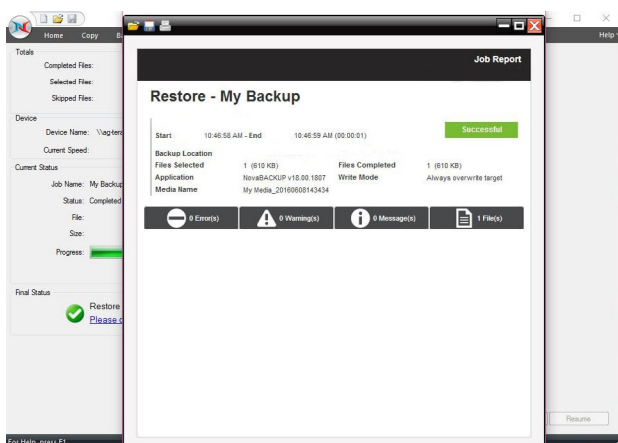 Home Copy Ba
Help
Totals
Completed Files:
Selected Files:
Skipped Files:
Device
Device Name: \\ag-tera
Current Speed:
Current Status
Job Name: My Backup
Status: Completed
File:
Size:
Progress:
Final Status
Restore
Please c
Resume
For Help, press F1
Job Report
Restore - My Backup
Successful
Start 10:46:58 AM - End 10:46:59 AM (00:00:01)
Backup Location
Files Selected 1 (610 KB) Files Completed 1 (610 KB)
Application NovaBACKUP v18.00.1807 Write Mode Always overwrite target
Media Name My Media_20160608143434
0 Error(s) 0 Warning(s) 0 Message(s) 1 File(s)